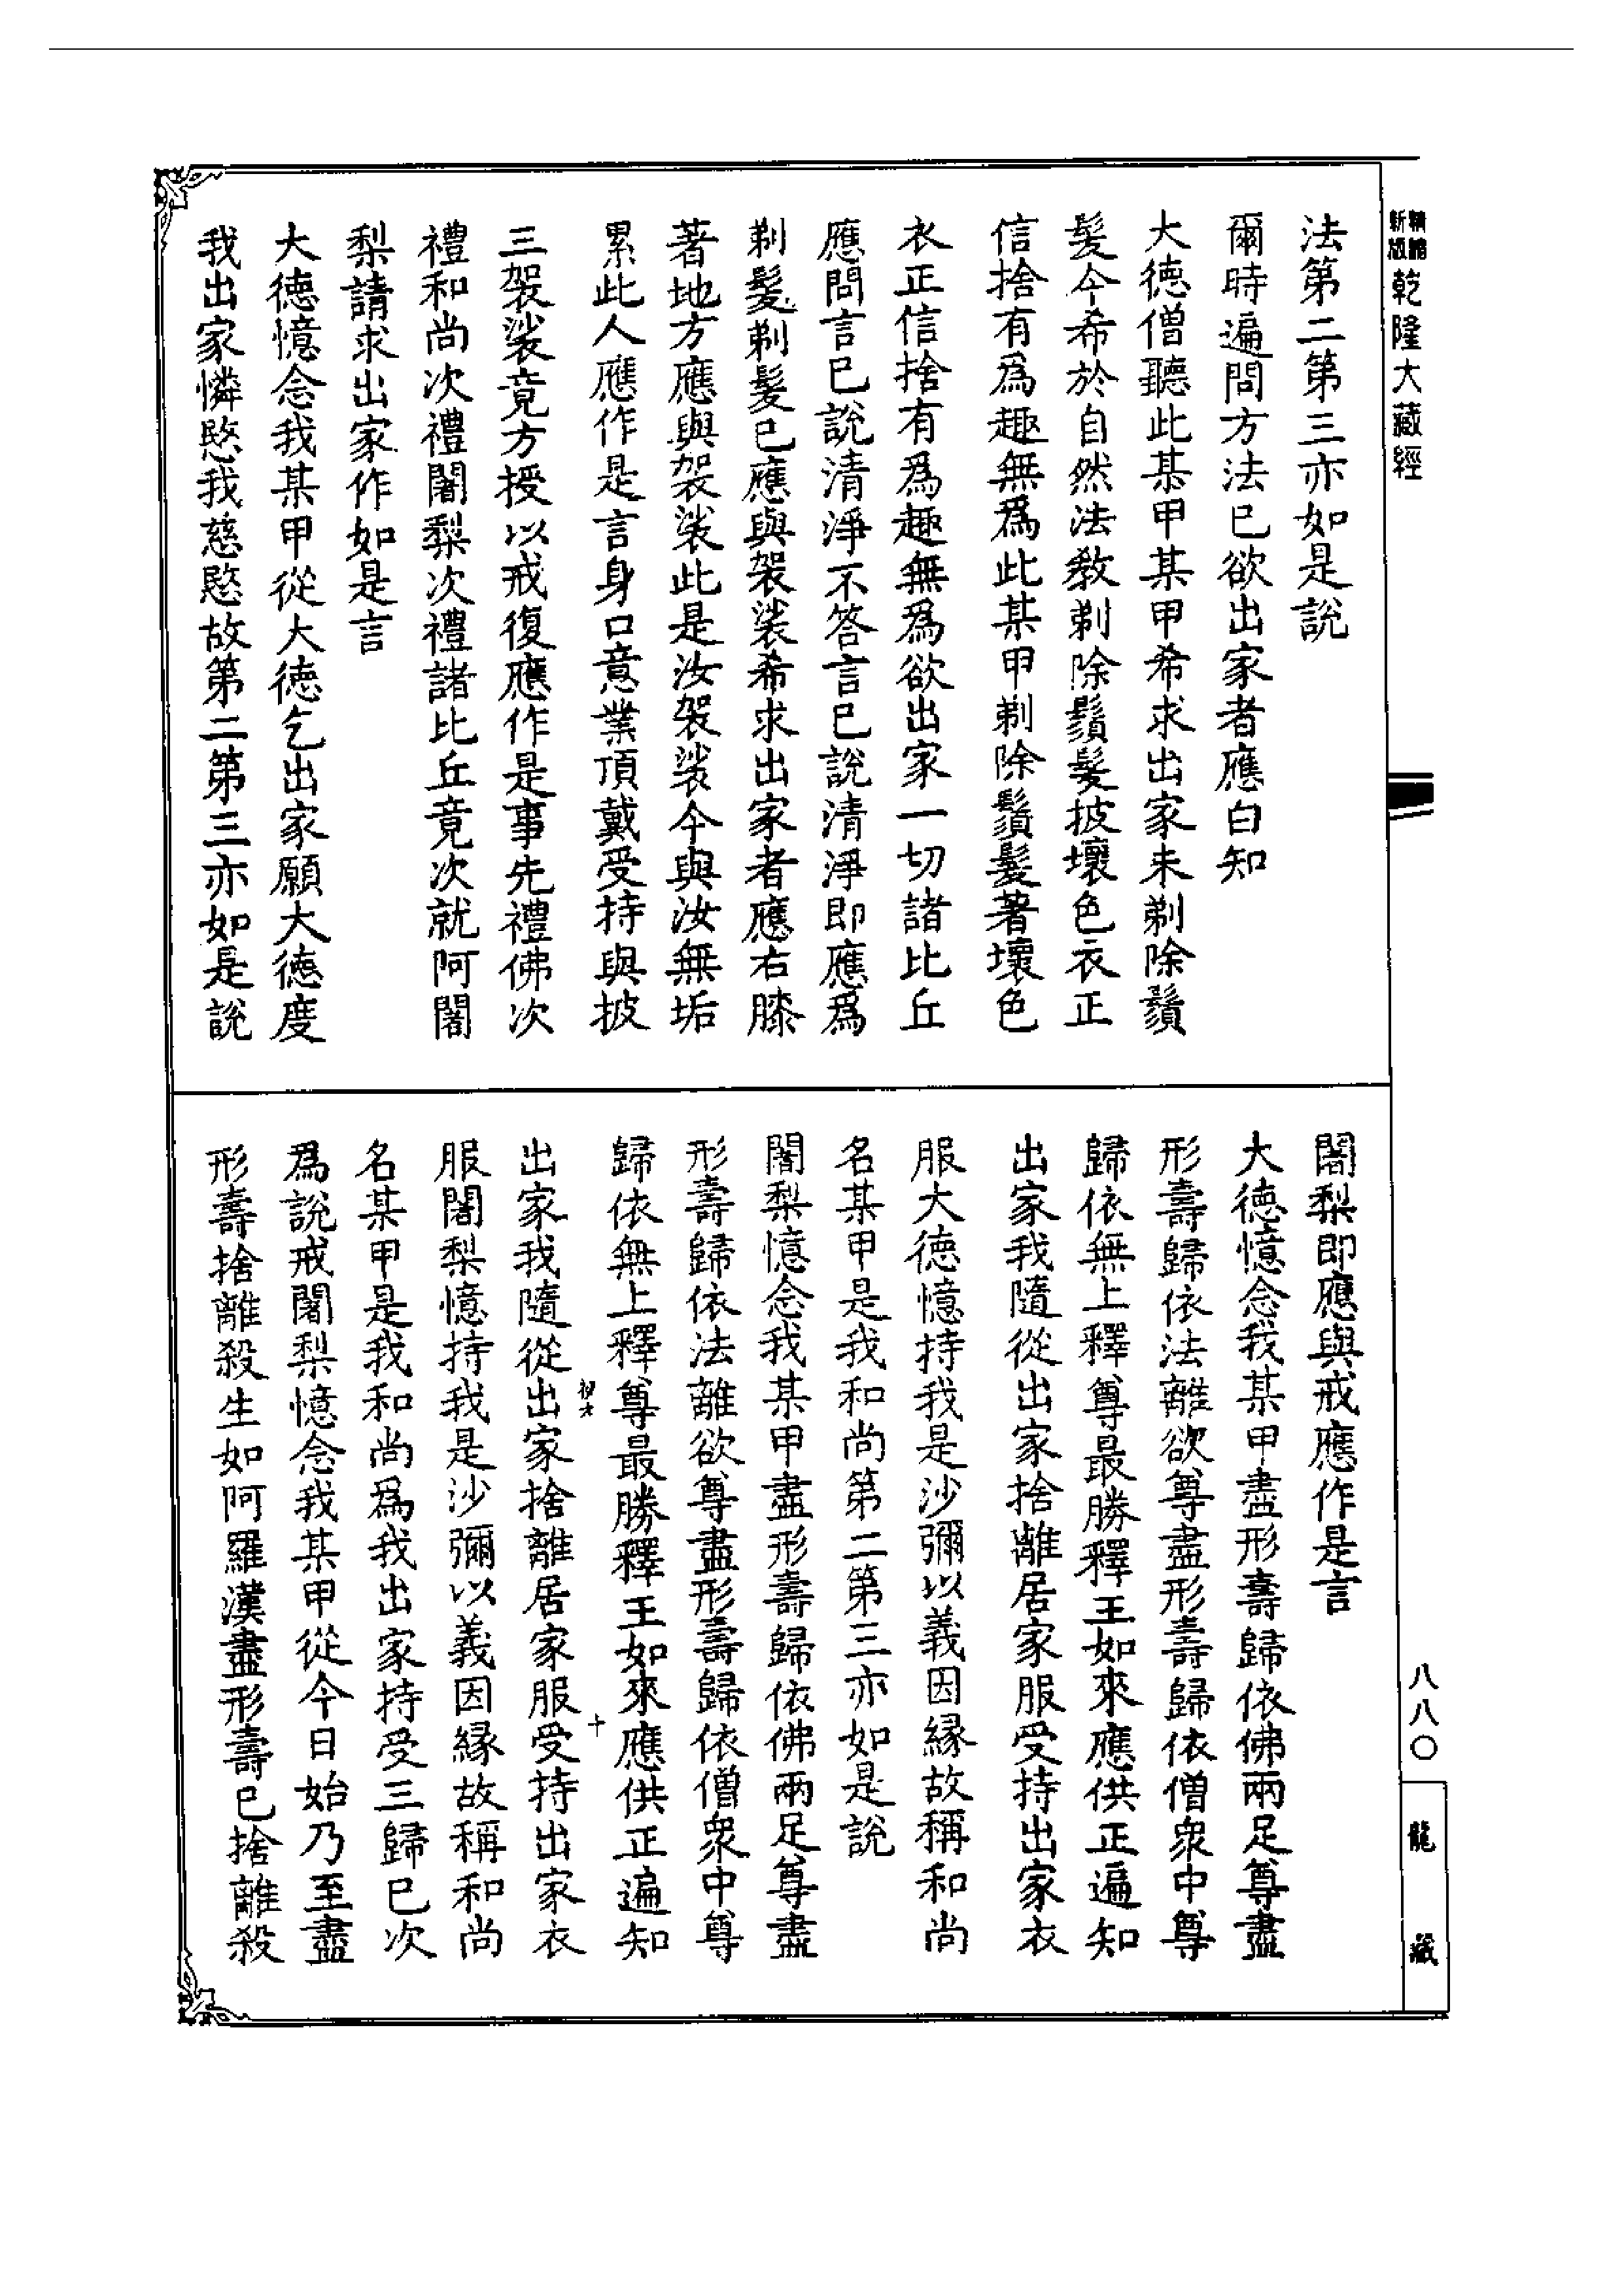 新版
精體
乾隆大藏經
法第二第三亦如是說
爾時遍問方法已欲出家者應白知
大德僧聽此某甲某甲希求出家未剃除鬚
髮今希於自然法教剃除鬚髮披壞色衣正
信捨有爲趣無爲此某甲剃除鬚髮著壞色
衣正信捨有爲趣無爲欲出家一切諸比丘
應問言已說清淨不答言已說清淨即應爲
剃髮剃髮已應與袈裟希求出家者應右膝
著地方應與袈裟此是汝袈裟今與汝無垢
累此人應作是言身口意業頂戴受持與披
三袈裟竟方授以戒復應作是事先禮佛次
禮和尚次禮闍梨次禮諸比丘竟次就阿闍
梨請求出家作如是言
大德憶念我某甲從大德乞出家願大德度
我出家憐愍我慈愍故第二第三亦如是說
闍梨即應與戒應作是言
大德憶念我某甲盡形壽歸依佛兩足尊盡
形壽歸依法離欲尊盡形壽歸依僧衆中尊
歸依無上釋尊最勝釋王如來應供正遍知
出家我隨從出家捨離居家服受持出家衣
服大德憶持我是沙彌以義因緣故稱和尚
名某甲是我和尚第二第三亦如是說
闍梨憶念我某甲盡形壽歸依佛兩足尊盡
形壽歸依法離欲尊盡形壽歸依僧衆中尊
歸依無上釋尊最勝釋王如來應供正遍知
十
出家我隨從出家捨離居家服受持出家衣
服闍梨憶持我是沙彌以義因緣故稱和尚
名某甲是我和尚爲我出家持受三歸已次
爲說戒闍梨憶念我某甲從今日始乃至盡
形壽捨離殺生如阿羅漢盡形壽已捨離殺
八八〇
龍藏